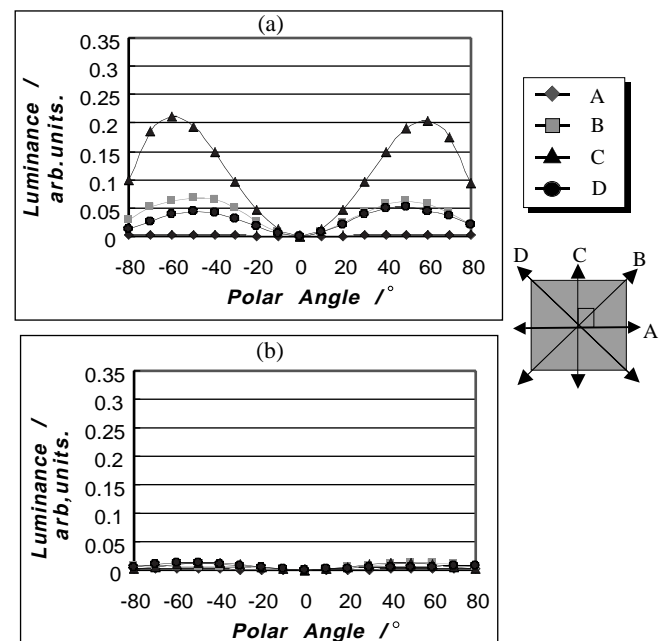 (a)
0.35
0.3
0.25
0.2
0.15
0.1
0.05
0
Luminance /
arb.units.
-80 -60 -40 -20 0 20 40 60 80
Polar Angle /°
A
B
C
D
D C B
A
(b)
0.35
0.3
0.25
0.2
0.15
0.1
0.05
0
Luminance /
arb,units.
-80 -60 -40 -20 0 20 40 60 80
Polar Angle /°